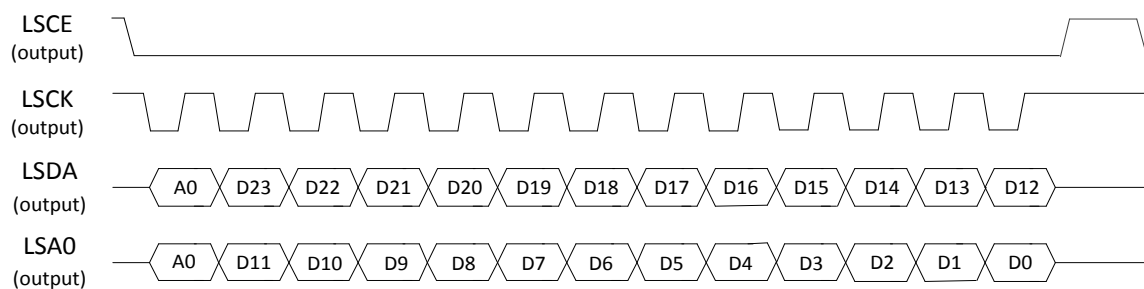 LSCE
(output)
LSCK
(output)
LSDA
(output)
A0 D23 D22 D21 D20 D19 D18 D17 D16 D15 D14 D13 D12
LSA0
(output)
A0 D11 D10 D9 D8 D7 D6 D5 D4 D3 D2 D1 D0